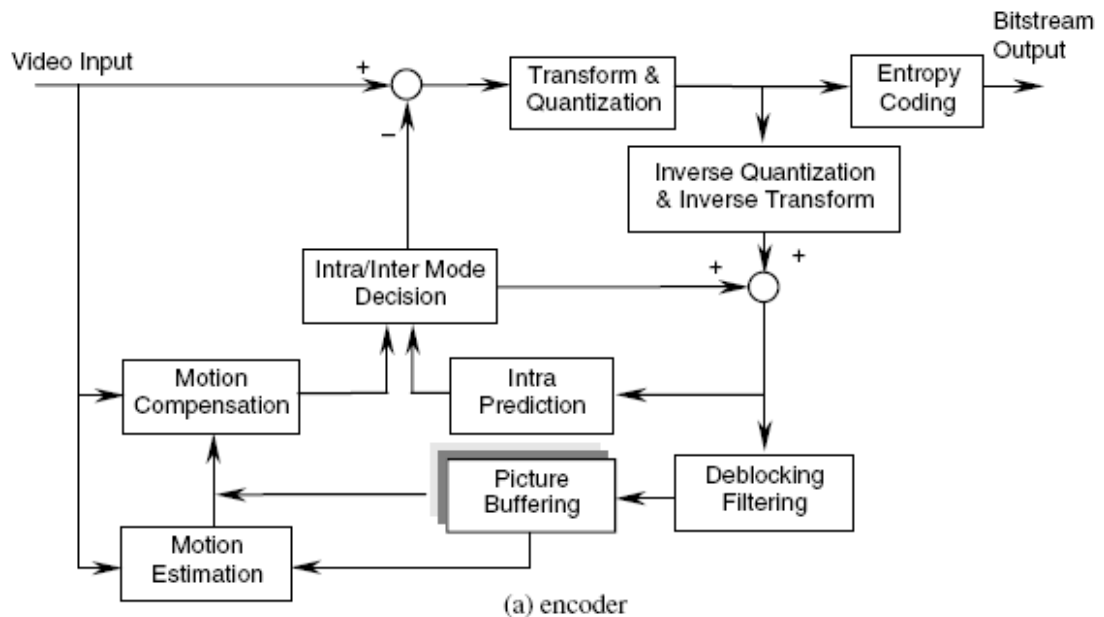 Bitstream
Output
Video Input
+
Transform &
Quantization
Entropy
Coding
−
Inverse Quantization
& Inverse Transform
Intra/Inter Mode
Decision
+
+
Motion
Compensation
Intra
Prediction
Picture
Buffering
Deblocking
Filtering
Motion
Estimation
(a) encoder